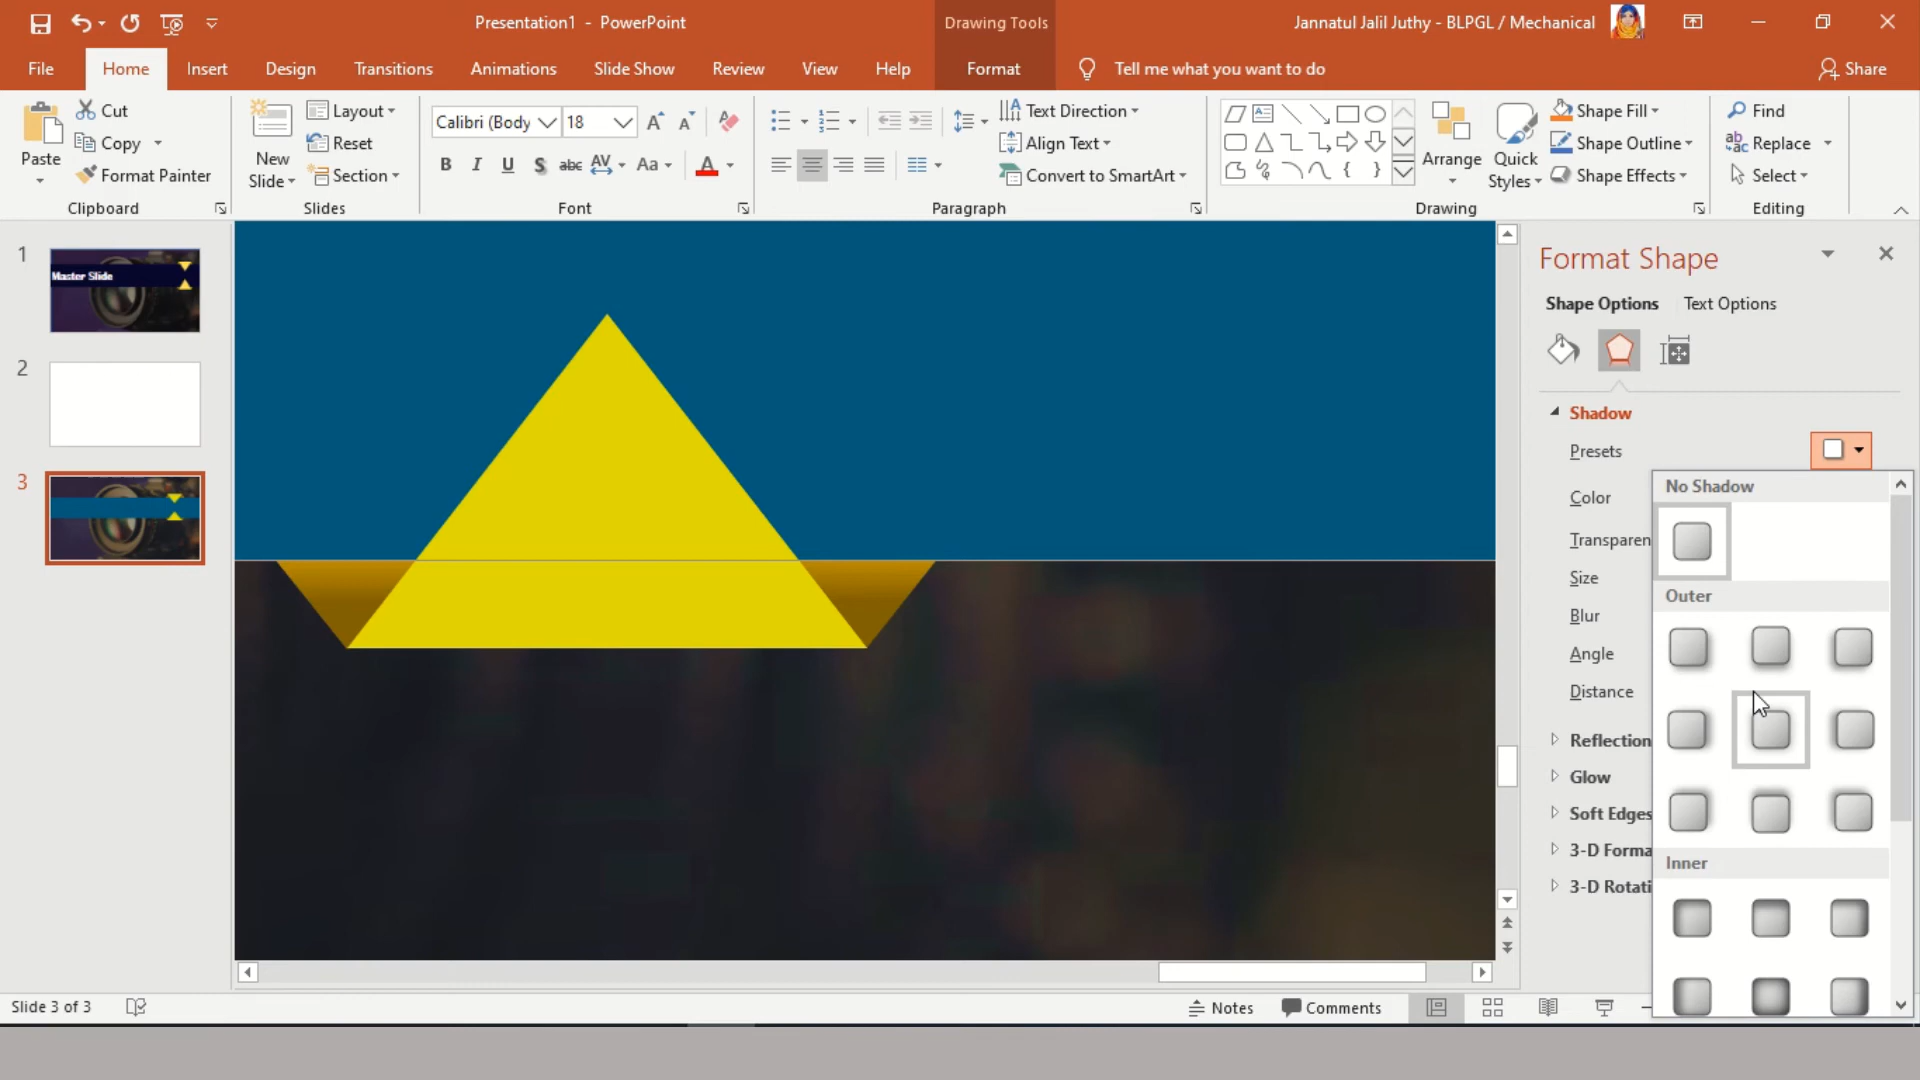 Presentation1 - PowerPoint
Drawing Tools
Jannatul Jalil Juthy - BLPGL / Mechanical
File Home Insert Design Transitions Animations Slide Show Review View Help Format Tell me what you want to do Share
Paste
Cut
Copy
Format Painter
Clipboard
New
Slide
Layout
Reset
Section
Slides
Calibri (Body 18
B I U S abc AV Aa A
Font
Text Direction
Align Text
Convert to SmartArt
Paragraph
Arrange
Quick
Styles
Shape Fill
Shape Outline
Shape Effects
Drawing
Find
Replace
Select
Editing
1
Master Slide
2
3
Format Shape
Shape Options Text Options
Shadow
Presets
Color
Transparen
Size
Blur
Angle
Distance
Reflection
Glow
Soft Edges
3-D Forma
3-D Rotati
No Shadow
Outer
Inner
Slide 3 of 3
Notes Comments